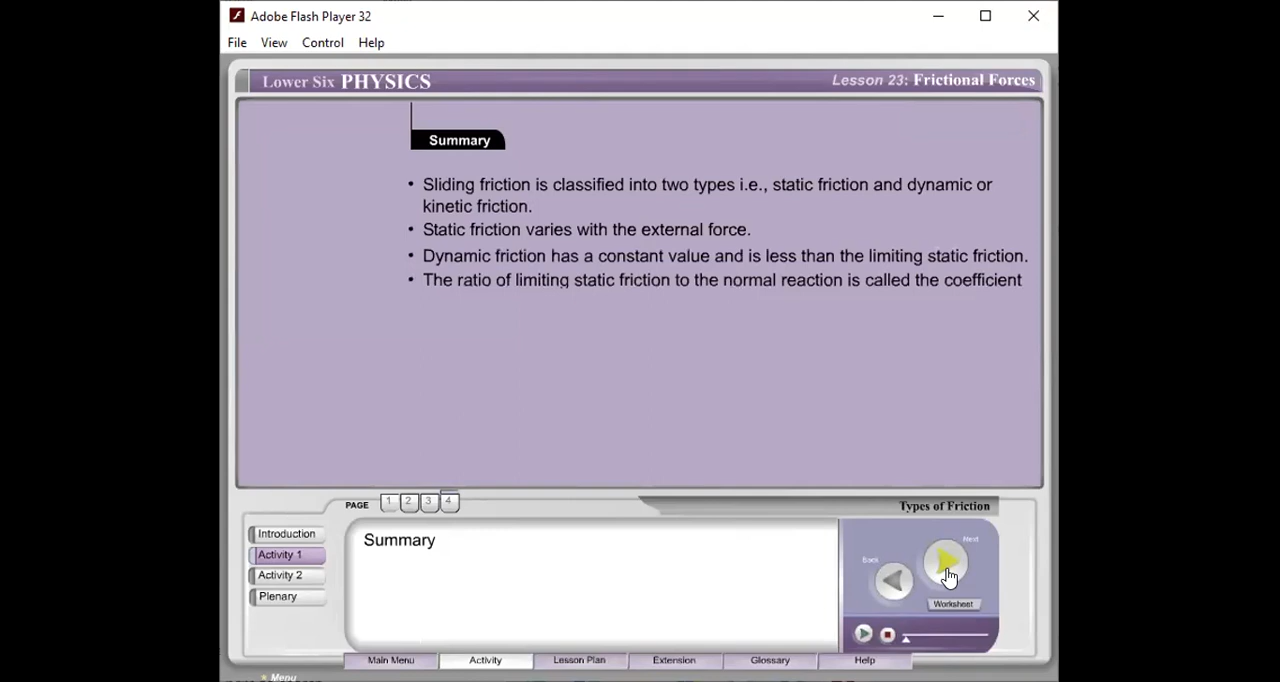 Adobe Flash Player 32
File View Control Help
Lower Six PHYSICS
Lesson 23: Frictional Forces
Summary
• Sliding friction is classified into two types i.e., static friction and dynamic or
kinetic friction.
• Static friction varies with the external force.
• Dynamic friction has a constant value and is less than the limiting static friction.
• The ratio of limiting static friction to the normal reaction is called the coefficient
PAGE 1 2 3 4
Types of Friction
Introduction
Activity 1
Activity 2
Plenary
Summary
Next
Back
Worksheet
Main Menu Activity Lesson Plan Extension Glossary Help
Menu